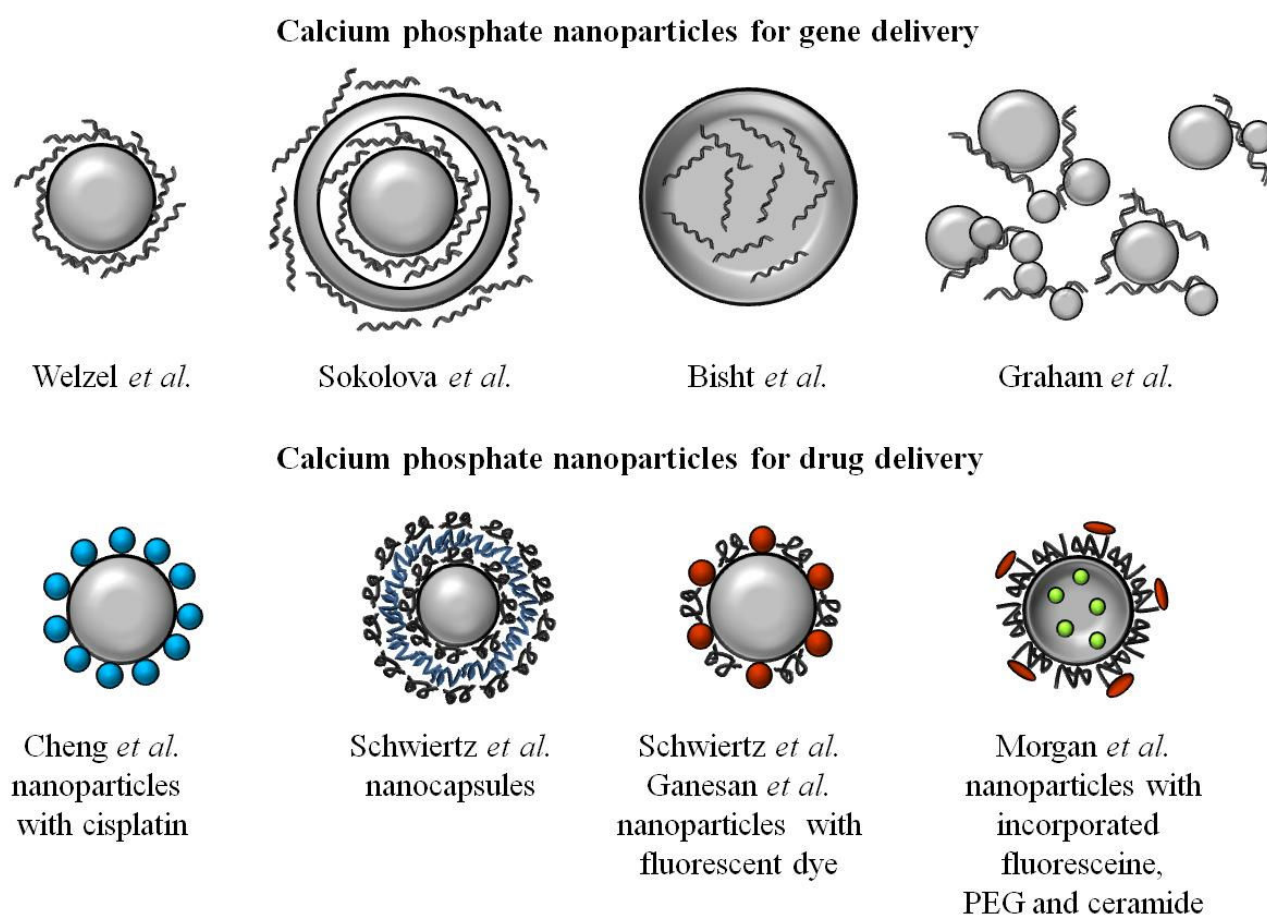 Calcium phosphate nanoparticles for gene delivery
Welzel et al.
Sokolova et al.
Bisht et al.
Graham et al.
Calcium phosphate nanoparticles for drug delivery
Cheng et al.
nanoparticles
with cisplatin
Schwiertz et al.
nanocapsules
Schwiertz et al.
Ganesan et al.
nanoparticles with
fluorescent dye
Morgan et al.
nanoparticles with
incorporated
fluoresceine,
PEG and ceramide